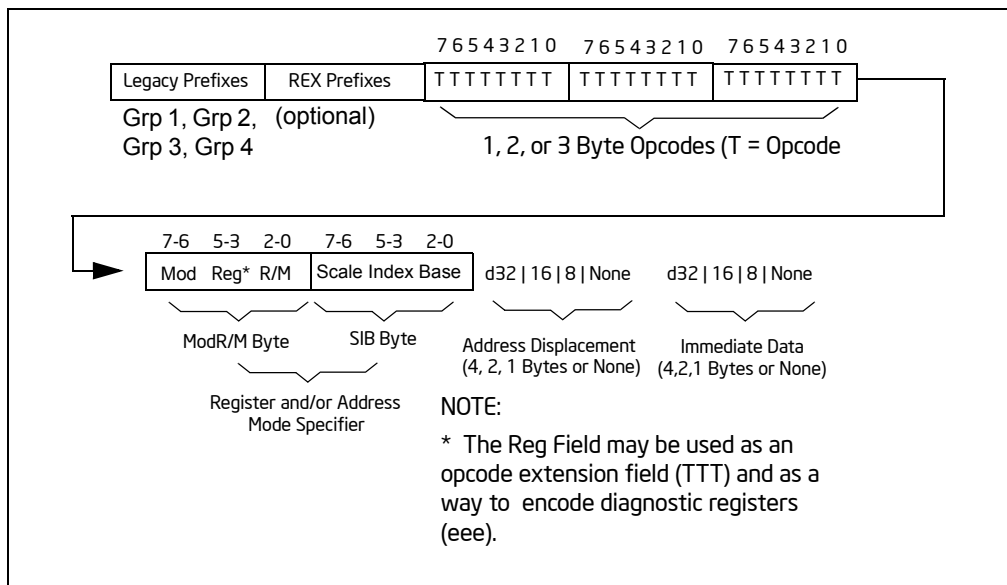 7 6 5 4 3 2 1 0 7 6 5 4 3 2 1 0 7 6 5 4 3 2 1 0
Legacy Prefixes REX Prefixes T T T T T T T T T T T T T T T T T T T T T T T T
Grp 1, Grp 2, (optional)
Grp 3, Grp 4
1, 2, or 3 Byte Opcodes (T = Opcode
7-6 5-3 2-0 7-6 5-3 2-0
Mod Reg* R/M Scale Index Base d32 | 16 | 8 | None d32 | 16 | 8 | None
ModR/M Byte SIB Byte
Address Displacement
(4, 2, 1 Bytes or None)
Immediate Data
(4,2,1 Bytes or None)
Register and/or Address
Mode Specifier
NOTE:
* The Reg Field may be used as an
opcode extension field (TTT) and as a
way to encode diagnostic registers
(eee).